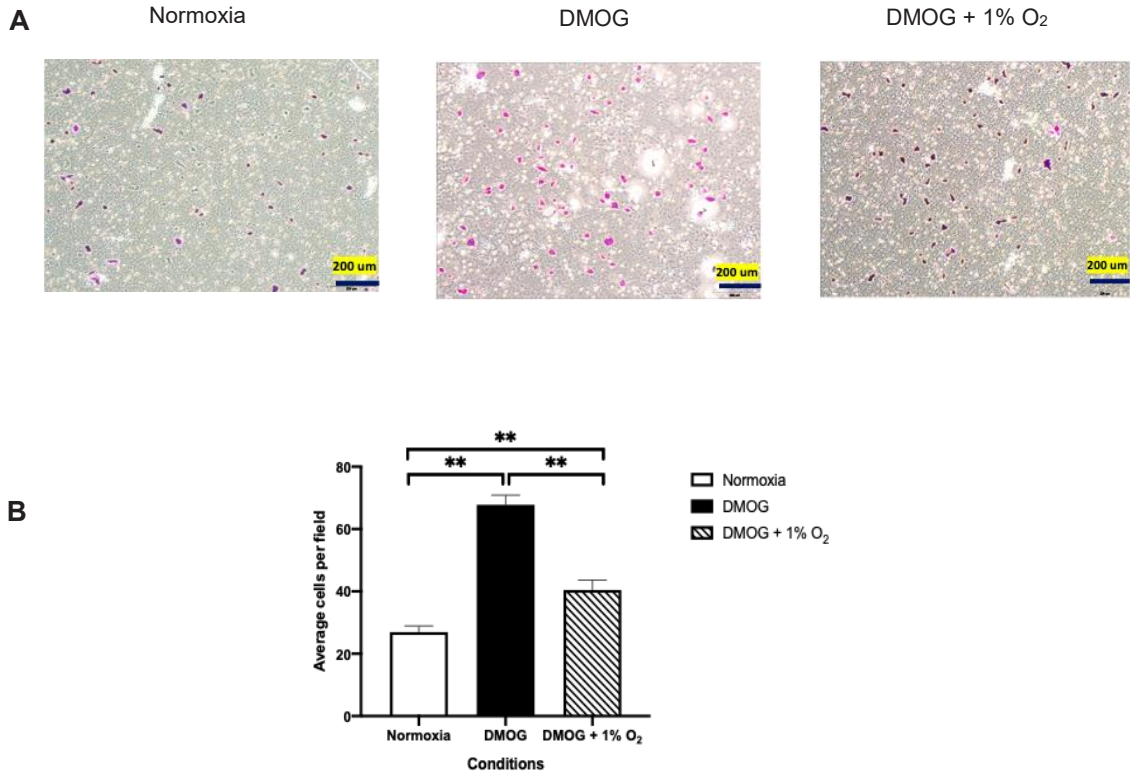 A
Normoxia
DMOG
DMOG + 1% O₂
200 um
200 um
200 um
B
**
**
**
80
60
40
20
0
Average cells per field
Normoxia
DMOG
DMOG + 1% O₂
Conditions
Normoxia
DMOG
DMOG + 1% O₂